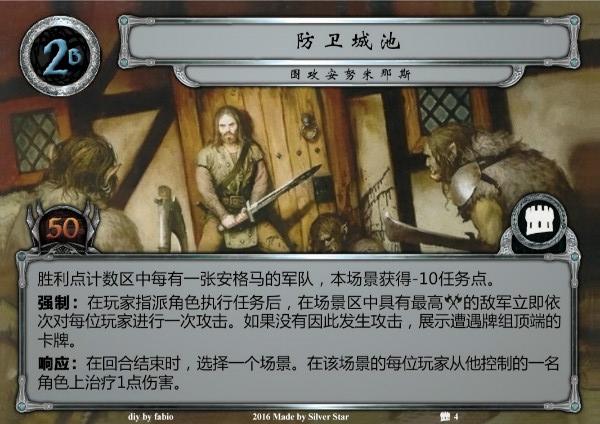 2B
防卫城池
围攻安努米那斯
50
胜利点计数区中每有一张安格马的军队，本场景获得-10任务点。
强制：在玩家指派角色执行任务后，在场景区中具有最高的敌军立即依
次对每位玩家进行一次攻击。如果没有因此发生攻击，展示遭遇牌组顶端的
卡牌。
响应：在回合结束时，选择一个场景。在该场景的每位玩家从他控制的一名
角色上治疗1点伤害。
diy by fabio
2016 Made by Silver Star
4